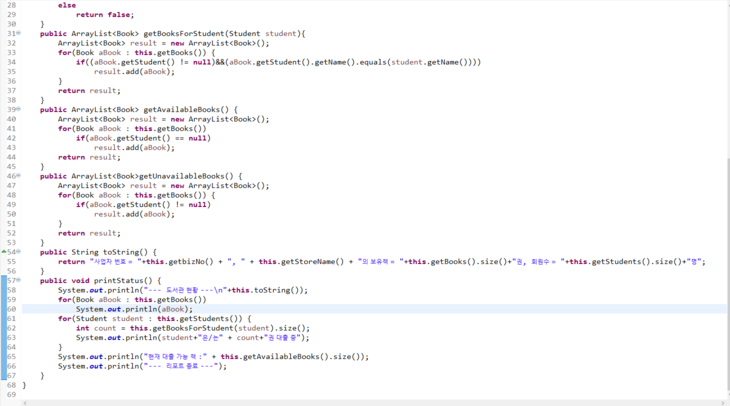 28 else
29 return false;
30 }
31 public ArrayList<Book> getBooksForStudent(Student student){
32 ArrayList<Book> result = new ArrayList<Book>();
33 for(Book aBook : this.getBooks()) {
34 if((aBook.getStudent() != null)&&(aBook.getStudent().getName().equals(student.getName())))
35 result.add(aBook);
36 }
37 return result;
38 }
39 public ArrayList<Book> getAvailableBooks() {
40 ArrayList<Book> result = new ArrayList<Book>();
41 for(Book aBook : this.getBooks())
42 if(aBook.getStudent() == null)
43 result.add(aBook);
44 return result;
45 }
46 public ArrayList<Book>getUnavailableBooks() {
47 ArrayList<Book> result = new ArrayList<Book>();
48 for(Book aBook : this.getBooks()) {
49 if(aBook.getStudent() != null)
50 result.add(aBook);
51 }
52 return result;
53 }
54 public String toString() {
55 return "사업자 번호 = "+this.getbizNo() + ", " + this.getStoreName() + "의 보유책 = "+this.getBooks().size()+"권, 회원수 = "+this.getStudents().size()+"명";
56 }
57 public void printStatus() {
58 System.out.println("--- 도서관 현황 ---\n"+this.toString());
59 for(Book aBook : this.getBooks())
60 System.out.println(aBook);
61 for(Student student : this.getStudents()) {
62 int count = this.getBooksForStudent(student).size();
63 System.out.println(student+"은/는" + count+"권 대출 중");
64 }
65 System.out.println("현재 대출 가능 책 :" + this.getAvailableBooks().size());
66 System.out.println("--- 리포트 종료 ---");
67 }
68 }
69